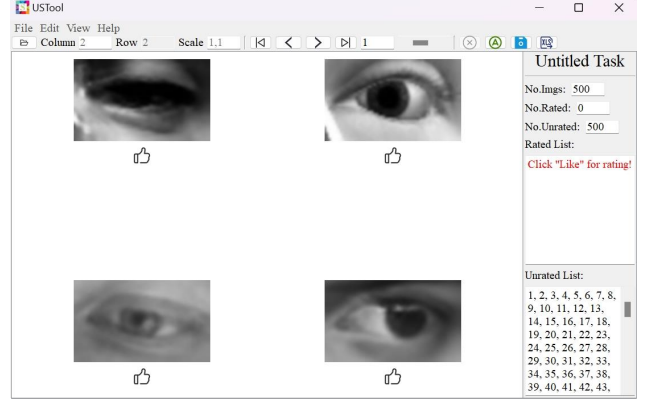 USTool
File Edit View Help
Column 2 Row 2 Scale 1.1 1
Untitled Task
No.Imgs: 500
No.Rated: 0
No.Unrated: 500
Rated List:
Click "Like" for rating!
Unrated List:
1, 2, 3, 4, 5, 6, 7, 8,
9, 10, 11, 12, 13,
14, 15, 16, 17, 18,
19, 20, 21, 22, 23,
24, 25, 26, 27, 28,
29, 30, 31, 32, 33,
34, 35, 36, 37, 38,
39, 40, 41, 42, 43,